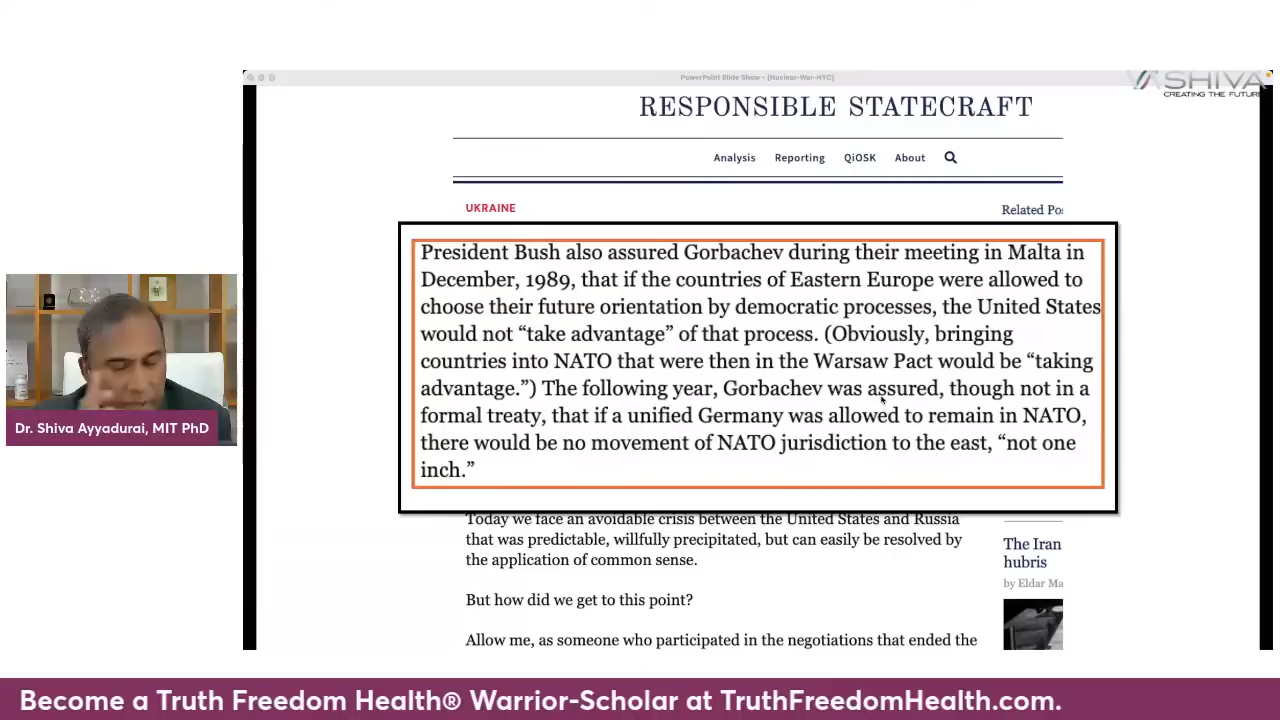 PowerPoint Slide Show - [Nuclear-War-NYC]
SHIVA
CREATING THE FUTUR
RESPONSIBLE STATECRAFT
Analysis Reporting QiOSK About
UKRAINE
Related Po
President Bush also assured Gorbachev during their meeting in Malta in
December, 1989, that if the countries of Eastern Europe were allowed to
choose their future orientation by democratic processes, the United States
would not “take advantage” of that process. (Obviously, bringing
countries into NATO that were then in the Warsaw Pact would be “taking
advantage.”) The following year, Gorbachev was assured, though not in a
formal treaty, that if a unified Germany was allowed to remain in NATO,
there would be no movement of NATO jurisdiction to the east, “not one
inch.”
Today we face an avoidable crisis between the United States and Russia
that was predictable, willfully precipitated, but can easily be resolved by
the application of common sense.
But how did we get to this point?
Allow me, as someone who participated in the negotiations that ended the
The Iran
hubris
by Eldar Ma
Dr. Shiva Ayyadurai, MIT PhD
Become a Truth Freedom Health® Warrior-Scholar at TruthFreedomHealth.com.